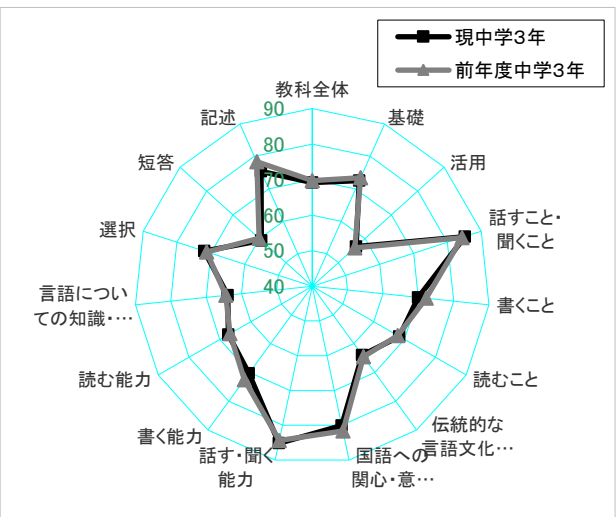 現中学3年
前年度中学3年
教科全体
基礎
活用
話すこと・
聞くこと
書くこと
読むこと
伝統的な
言語文化…
国語への
関心・意…
話す・聞く
能力
書く能力
読む能力
言語につい
ての知識・…
選択
短答
記述
90
80
70
60
50
40